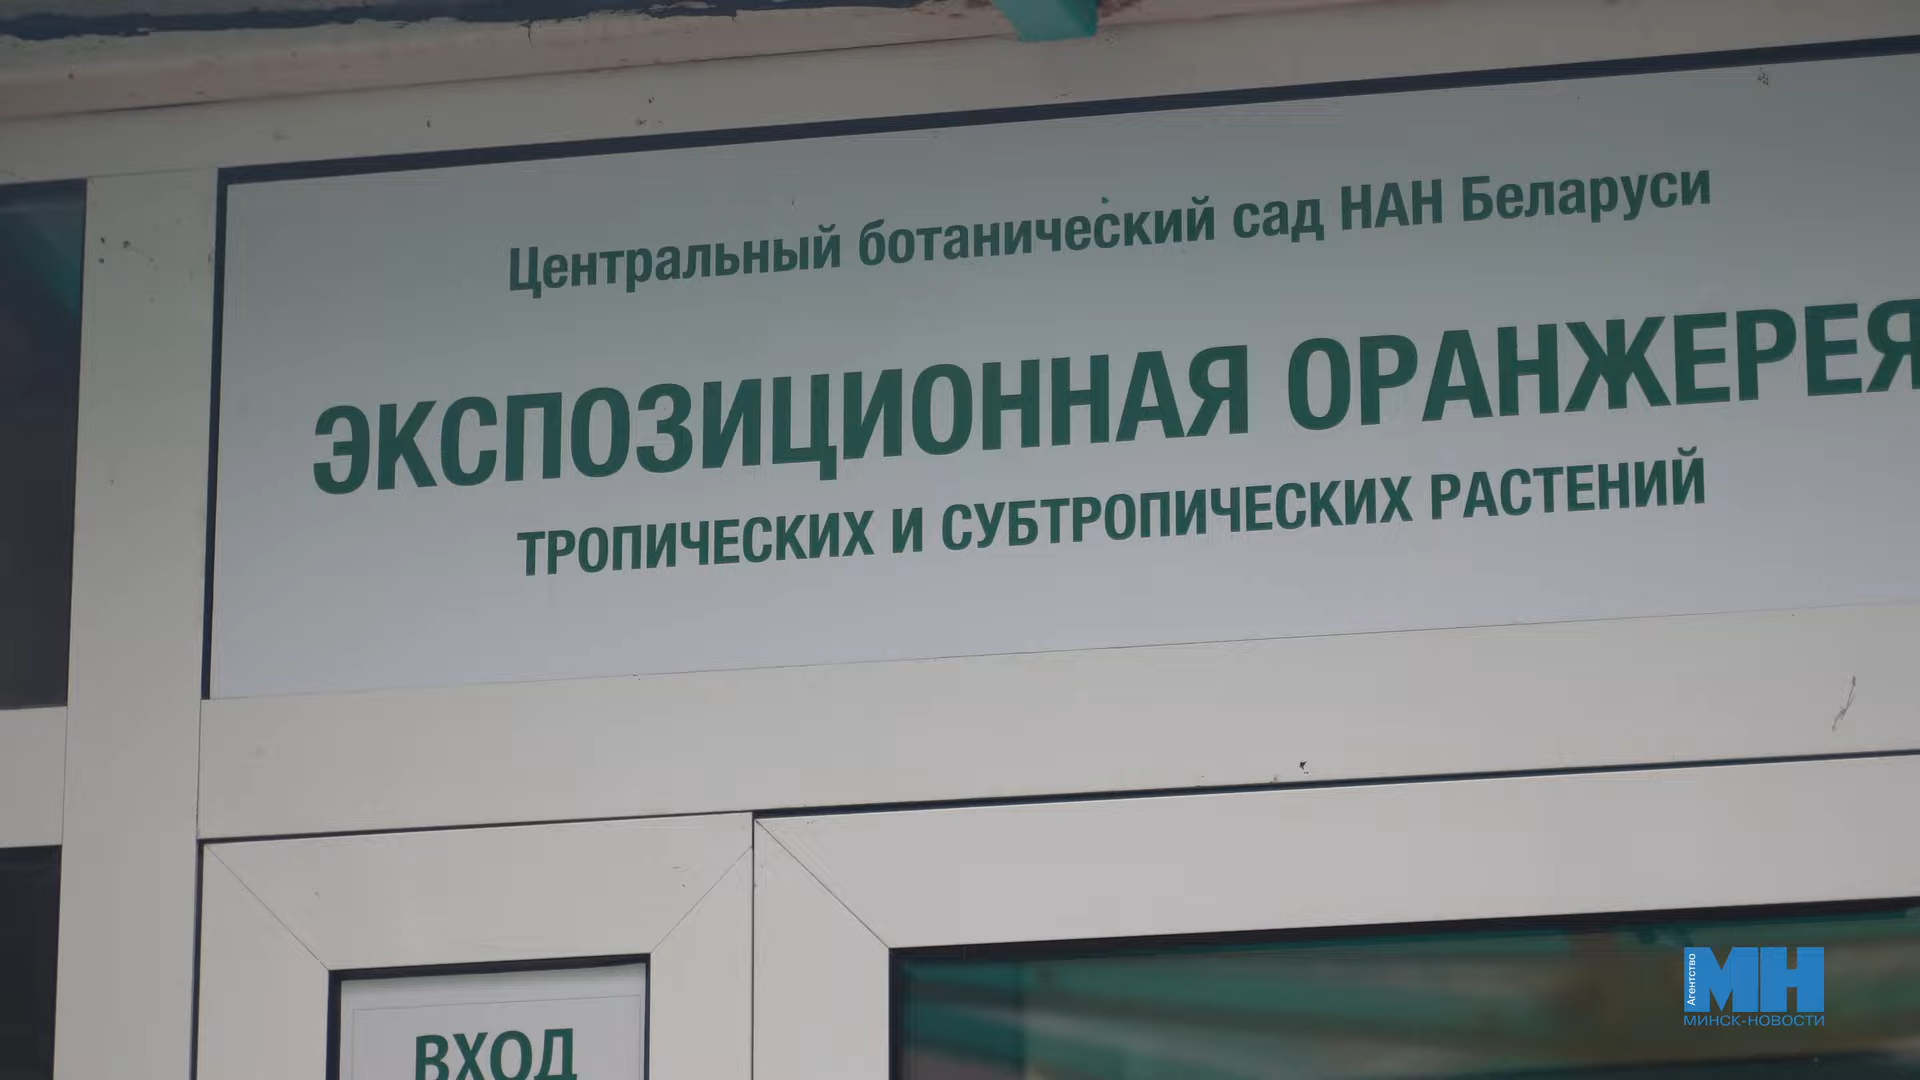 Центральный ботанический сад НАН Беларуси
ЭКСПОЗИЦИОННАЯ ОРАНЖЕРЕЯ
ТРОПИЧЕСКИХ И СУБТРОПИЧЕСКИХ РАСТЕНИЙ
ВХОД
Агентство
МН
МИНСК-НОВОСТИ